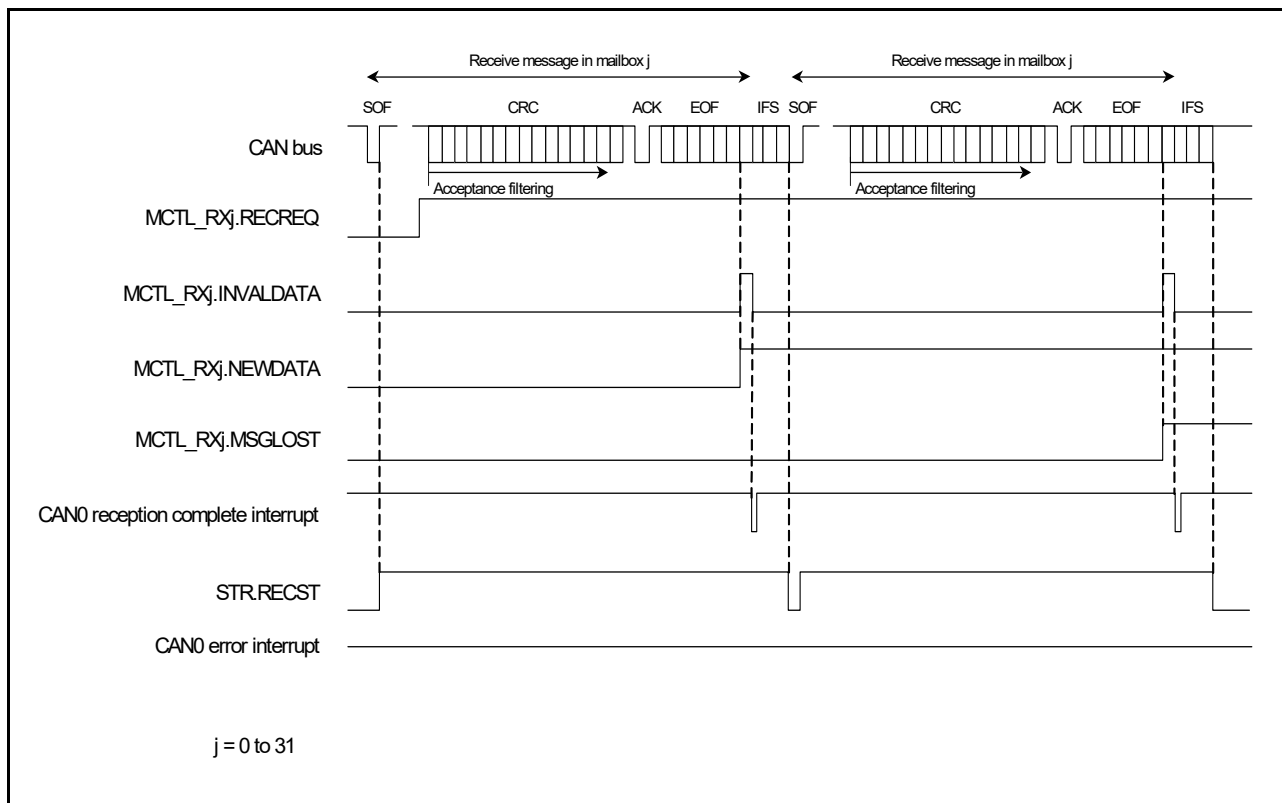 Receive message in mailbox j Receive message in mailbox j
SOF CRC ACK EOF IFS SOF CRC ACK EOF IFS
CAN bus
Acceptance filtering Acceptance filtering
MCTL_RXj.RECREQ
MCTL_RXj.INVALDATA
MCTL_RXj.NEWDATA
MCTL_RXj.MSGLOST
CAN0 reception complete interrupt
STR.RECST
CAN0 error interrupt
j = 0 to 31